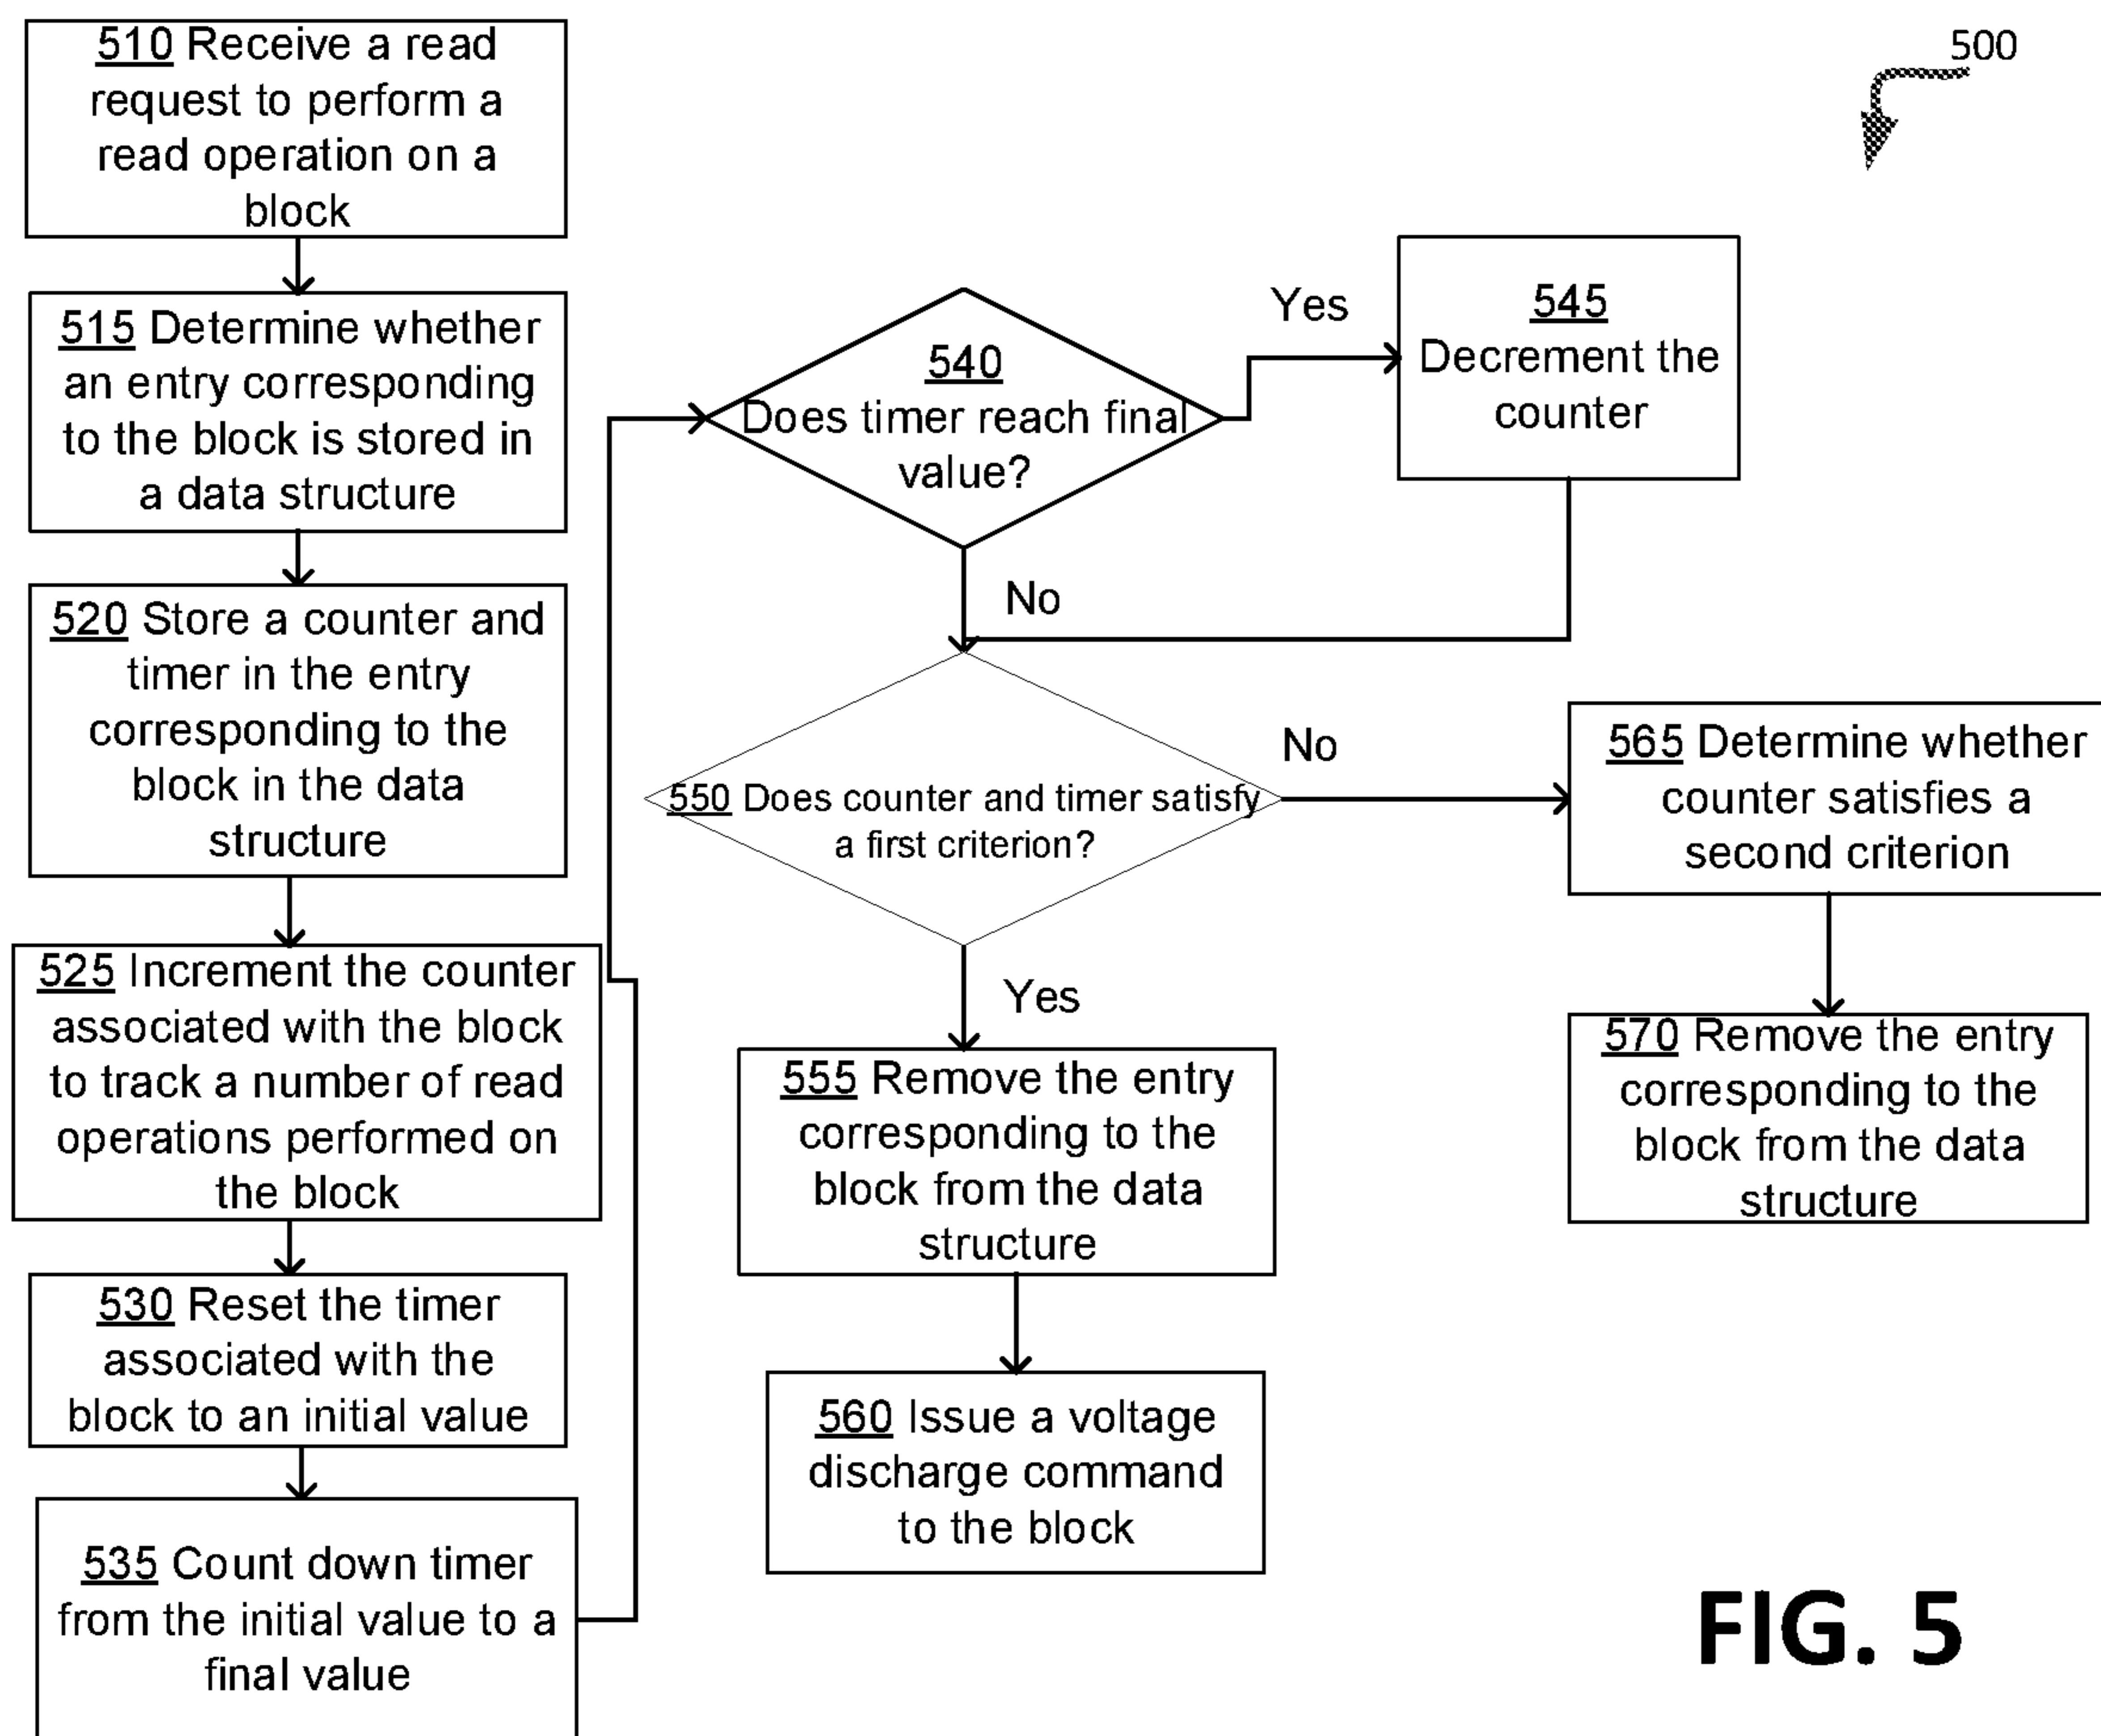 510 Receive a read
request to perform a
read operation on a
block
515 Determine whether
an entry corresponding
to the block is stored in
a data structure
520 Store a counter and
timer in the entry
corresponding to the
block in the data
structure
525 Increment the counter
associated with the block
to track a number of read
operations performed on
the block
530 Reset the timer
associated with the
block to an initial value
535 Count down timer
from the initial value to a
final value
540
Does timer reach final
value?
Yes
545
Decrement the
counter
No
550 Does counter and timer satisfy
a first criterion?
No
565 Determine whether
counter satisfies a
second criterion
570 Remove the entry
corresponding to the
block from the data
structure
Yes
555 Remove the entry
corresponding to the
block from the data
structure
560 Issue a voltage
discharge command
to the block
500
FIG. 5